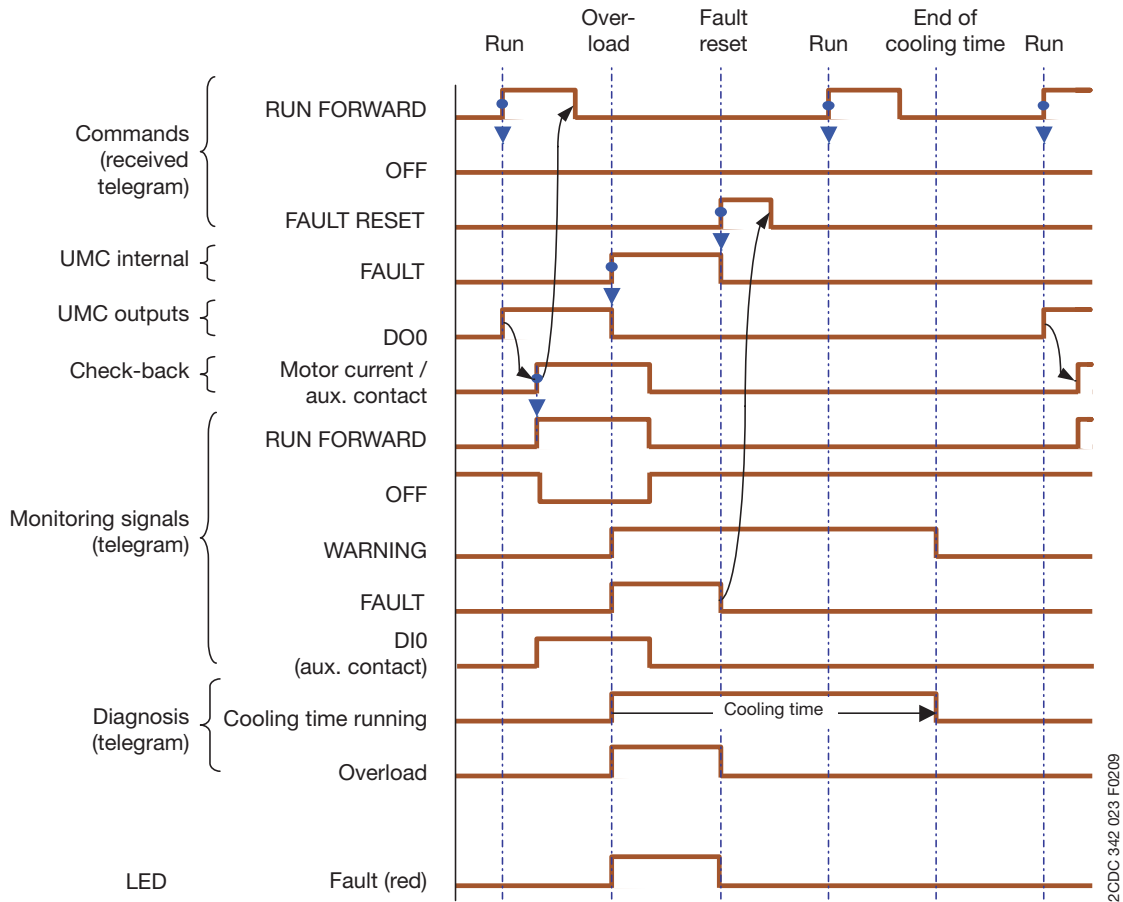 Run
Over-
load
Fault
reset
Run
End of
cooling time
Run
Commands
(received
telegram)
RUN FORWARD
OFF
FAULT RESET
UMC internal
FAULT
UMC outputs
DO0
Check-back
Motor current /
aux. contact
Monitoring signals
(telegram)
RUN FORWARD
OFF
WARNING
FAULT
DI0
(aux. contact)
Diagnosis
(telegram)
Cooling time running
Cooling time
Overload
LED
Fault (red)
2CDC 342 023 F0209